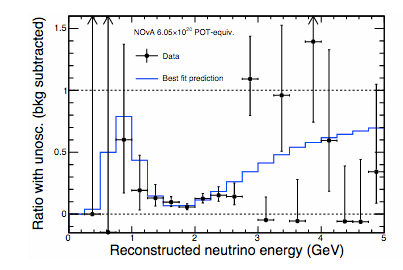 NOvA 6.05×10²⁰ POT-equiv.
Data
Best fit prediction
Ratio with unosc. (bkg subtracted)
1.5
1
0.5
0
0 1 2 3 4 5
Reconstructed neutrino energy (GeV)